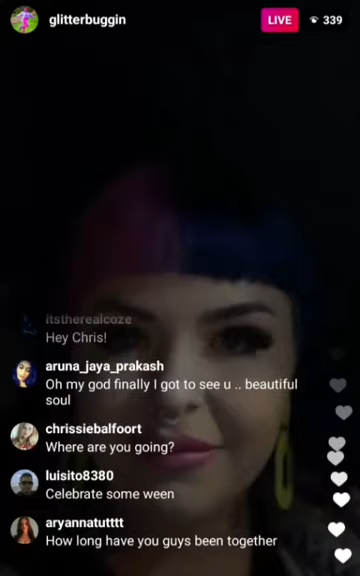 glitterbuggin
LIVE
339
itstherealcoze
Hey Chris!
aruna_jaya_prakash
Oh my god finally I got to see u .. beautiful
soul
chrissiebalfoort
Where are you going?
luisito8380
Celebrate some ween
aryannatutttt
How long have you guys been together